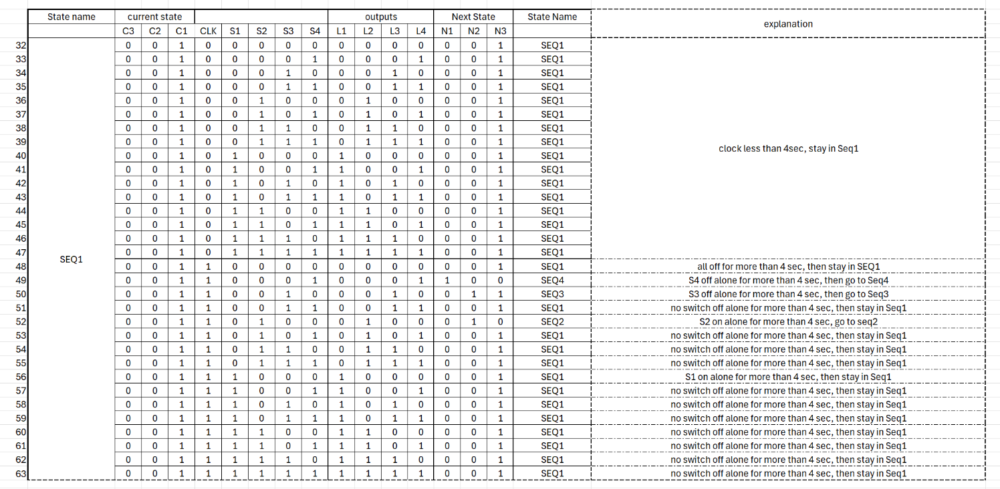 State name current state outputs Next State State Name explanation
C3 C2 C1 CLK S1 S2 S3 S4 L1 L2 L3 L4 N1 N2 N3
32 0 0 1 0 0 0 0 0 0 0 0 0 0 0 1 SEQ1
33 0 0 1 0 0 0 0 1 0 0 0 1 0 0 1 SEQ1
34 0 0 1 0 0 0 1 0 0 0 1 0 0 0 1 SEQ1
35 0 0 1 0 0 0 1 1 0 0 1 1 0 0 1 SEQ1
36 0 0 1 0 0 1 0 0 0 1 0 0 0 0 1 SEQ1
37 0 0 1 0 0 1 0 1 0 1 0 1 0 0 1 SEQ1
38 0 0 1 0 0 1 1 0 0 1 1 0 0 0 1 SEQ1
39 0 0 1 0 0 1 1 1 0 1 1 1 0 0 1 SEQ1
clock less than 4sec, stay in Seq1
40 0 0 1 0 1 0 0 0 1 0 0 0 0 0 1 SEQ1
41 0 0 1 0 1 0 0 1 1 0 0 1 0 0 1 SEQ1
42 0 0 1 0 1 0 1 0 1 0 1 0 0 0 1 SEQ1
43 0 0 1 0 1 0 1 1 1 0 1 1 0 0 1 SEQ1
44 0 0 1 0 1 1 0 0 1 1 0 0 0 0 1 SEQ1
45 0 0 1 0 1 1 0 1 1 1 0 1 0 0 1 SEQ1
46 0 0 1 0 1 1 1 0 1 1 1 0 0 0 1 SEQ1
47 0 0 1 0 1 1 1 1 1 1 1 1 0 0 1 SEQ1
SEQ1
48 0 0 1 1 0 0 0 0 0 0 0 0 0 0 1 SEQ1 all off for more than 4 sec, then stay in SEQ1
49 0 0 1 1 0 0 0 1 0 0 0 1 1 0 0 SEQ4 S4 off alone for more than 4 sec, then go to Seq4
50 0 0 1 1 0 0 1 0 0 0 1 0 0 1 1 SEQ3 S3 off alone for more than 4 sec, then go to Seq3
51 0 0 1 1 0 0 1 1 0 0 1 1 0 0 1 SEQ1 no switch off alone for more than 4 sec, then stay in Seq1
52 0 0 1 1 0 1 0 0 0 1 0 0 0 1 0 SEQ2 S2 on alone for more than 4 sec, go to seq2
53 0 0 1 1 0 1 0 1 0 1 0 1 0 0 1 SEQ1 no switch off alone for more than 4 sec, then stay in Seq1
54 0 0 1 1 0 1 1 0 0 1 1 0 0 0 1 SEQ1 no switch off alone for more than 4 sec, then stay in Seq1
55 0 0 1 1 0 1 1 1 0 1 1 1 0 0 1 SEQ1 no switch off alone for more than 4 sec, then stay in Seq1
56 0 0 1 1 1 0 0 0 1 0 0 0 0 0 1 SEQ1 S1 on alone for more than 4 sec, then stay in Seq1
57 0 0 1 1 1 0 0 1 1 0 0 1 0 0 1 SEQ1 no switch off alone for more than 4 sec, then stay in Seq1
58 0 0 1 1 1 0 1 0 1 0 1 0 0 0 1 SEQ1 no switch off alone for more than 4 sec, then stay in Seq1
59 0 0 1 1 1 0 1 1 1 0 1 1 0 0 1 SEQ1 no switch off alone for more than 4 sec, then stay in Seq1
60 0 0 1 1 1 1 0 0 1 1 0 0 0 0 1 SEQ1 no switch off alone for more than 4 sec, then stay in Seq1
61 0 0 1 1 1 1 0 1 1 1 0 1 0 0 1 SEQ1 no switch off alone for more than 4 sec, then stay in Seq1
62 0 0 1 1 1 1 1 0 1 1 1 0 0 0 1 SEQ1 no switch off alone for more than 4 sec, then stay in Seq1
63 0 0 1 1 1 1 1 1 1 1 1 1 0 0 1 SEQ1 no switch off alone for more than 4 sec, then stay in Seq1